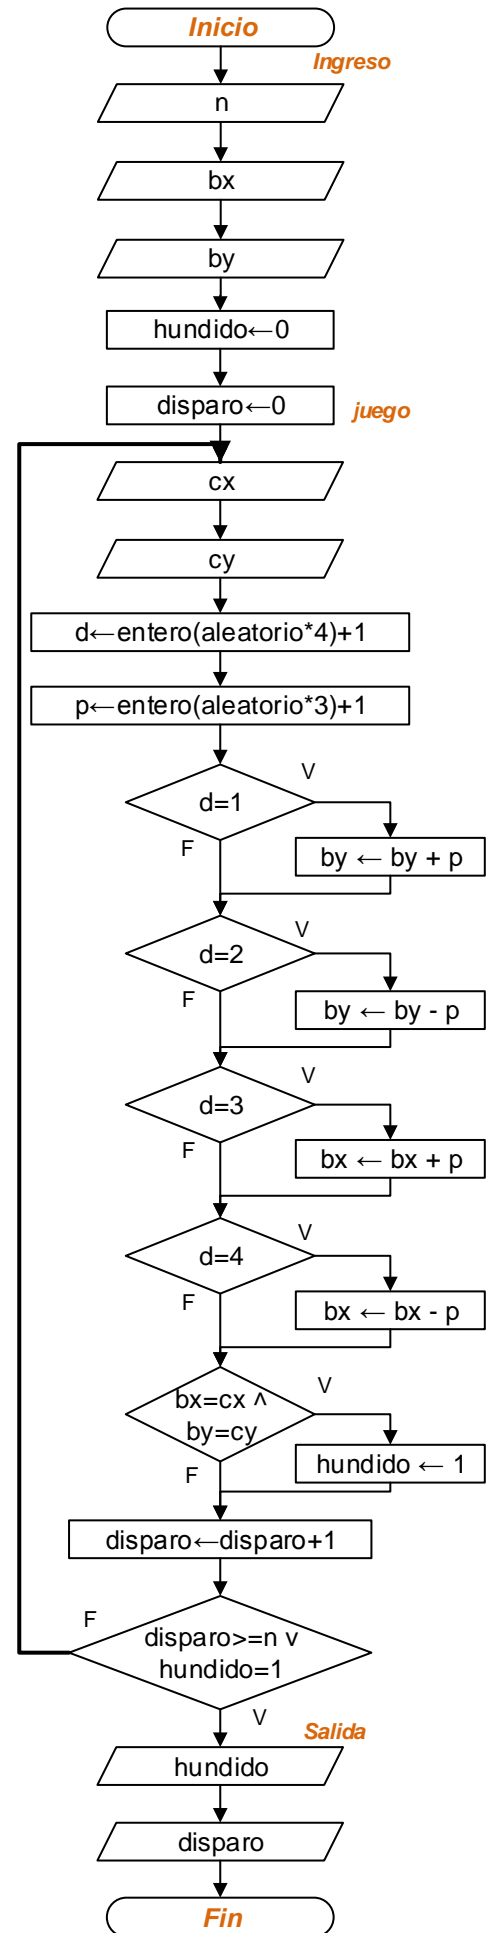 Inicio
Ingreso
n
bx
by
hundido←0
disparo←0
juego
cx
cy
d←entero(aleatorio*4)+1
p←entero(aleatorio*3)+1
V
d=1
F
by ← by + p
V
d=2
F
by ← by - p
V
d=3
F
bx ← bx + p
V
d=4
F
bx ← bx - p
V
bx=cx ^
by=cy
F
hundido ← 1
disparo←disparo+1
F
disparo>=n v
hundido=1
V
Salida
hundido
disparo
Fin